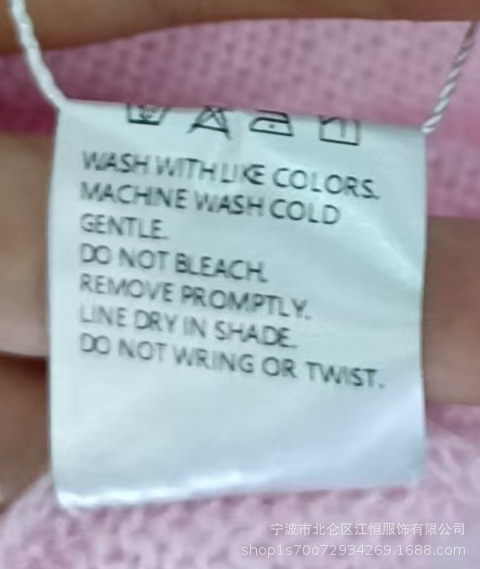 WASH WITH LIKE COLORS.
MACHINE WASH COLD
GENTLE.
DO NOT BLEACH.
REMOVE PROMPTLY.
LINE DRY IN SHADE.
DO NOT WRING OR TWIST.
宁波市北仑区江恒服饰有限公司
shop1s70o72934269.1688.com